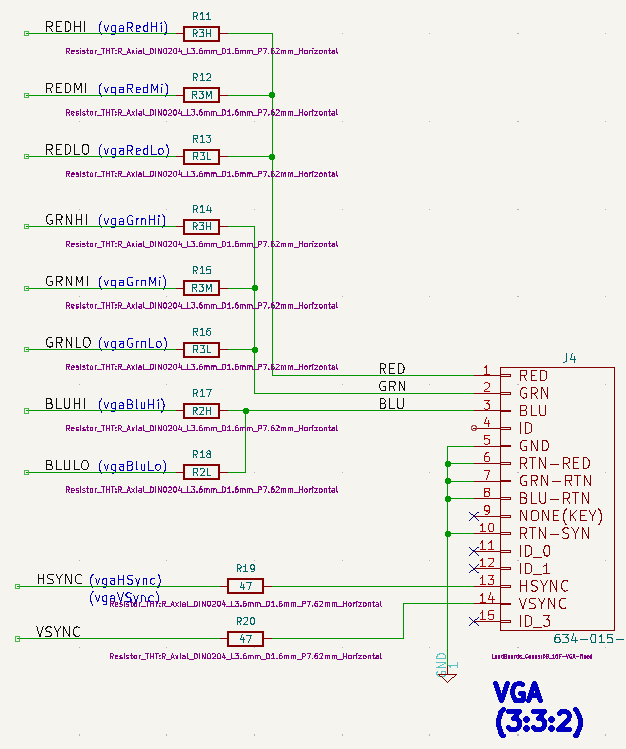 R11
REDHI (vgaRedHi) R3H
Resistor_THT:R_Axial_DIN0204_L3.6mm_D1.6mm_P7.62mm_Horizontal
R12
REDMI (vgaRedMi) R3M
Resistor_THT:R_Axial_DIN0204_L3.6mm_D1.6mm_P7.62mm_Horizontal
R13
REDLO (vgaRedLo) R3L
Resistor_THT:R_Axial_DIN0204_L3.6mm_D1.6mm_P7.62mm_Horizontal
R14
GRNHI (vgaGrnHi) R3H
Resistor_THT:R_Axial_DIN0204_L3.6mm_D1.6mm_P7.62mm_Horizontal
R15
GRNMI (vgaGrnMi) R3M
Resistor_THT:R_Axial_DIN0204_L3.6mm_D1.6mm_P7.62mm_Horizontal
R16
GRNLO (vgaGrnLo) R3L
Resistor_THT:R_Axial_DIN0204_L3.6mm_D1.6mm_P7.62mm_Horizontal
R17
BLUHI (vgaBluHi) R2H
Resistor_THT:R_Axial_DIN0204_L3.6mm_D1.6mm_P7.62mm_Horizontal
R18
BLULO (vgaBluLo) R2L
Resistor_THT:R_Axial_DIN0204_L3.6mm_D1.6mm_P7.62mm_Horizontal
R19
HSYNC (vgaHSync) 47
(vgaVSync)
Resistor_THT:R_Axial_DIN0204_L3.6mm_D1.6mm_P7.62mm_Horizontal
R20
VSYNC 47
Resistor_THT:R_Axial_DIN0204_L3.6mm_D1.6mm_P7.62mm_Horizontal
J4
RED 1 RED
GRN 2 GRN
BLU 3 BLU
4 ID
5 GND
6 RTN-RED
7 GRN-RTN
8 BLU-RTN
9 NONE(KEY)
10 RTN-SYN
11 ID_0
12 ID_1
13 HSYNC
14 VSYNC
15 ID_3
634-015-
GND 1
VGA
(3:3:2)